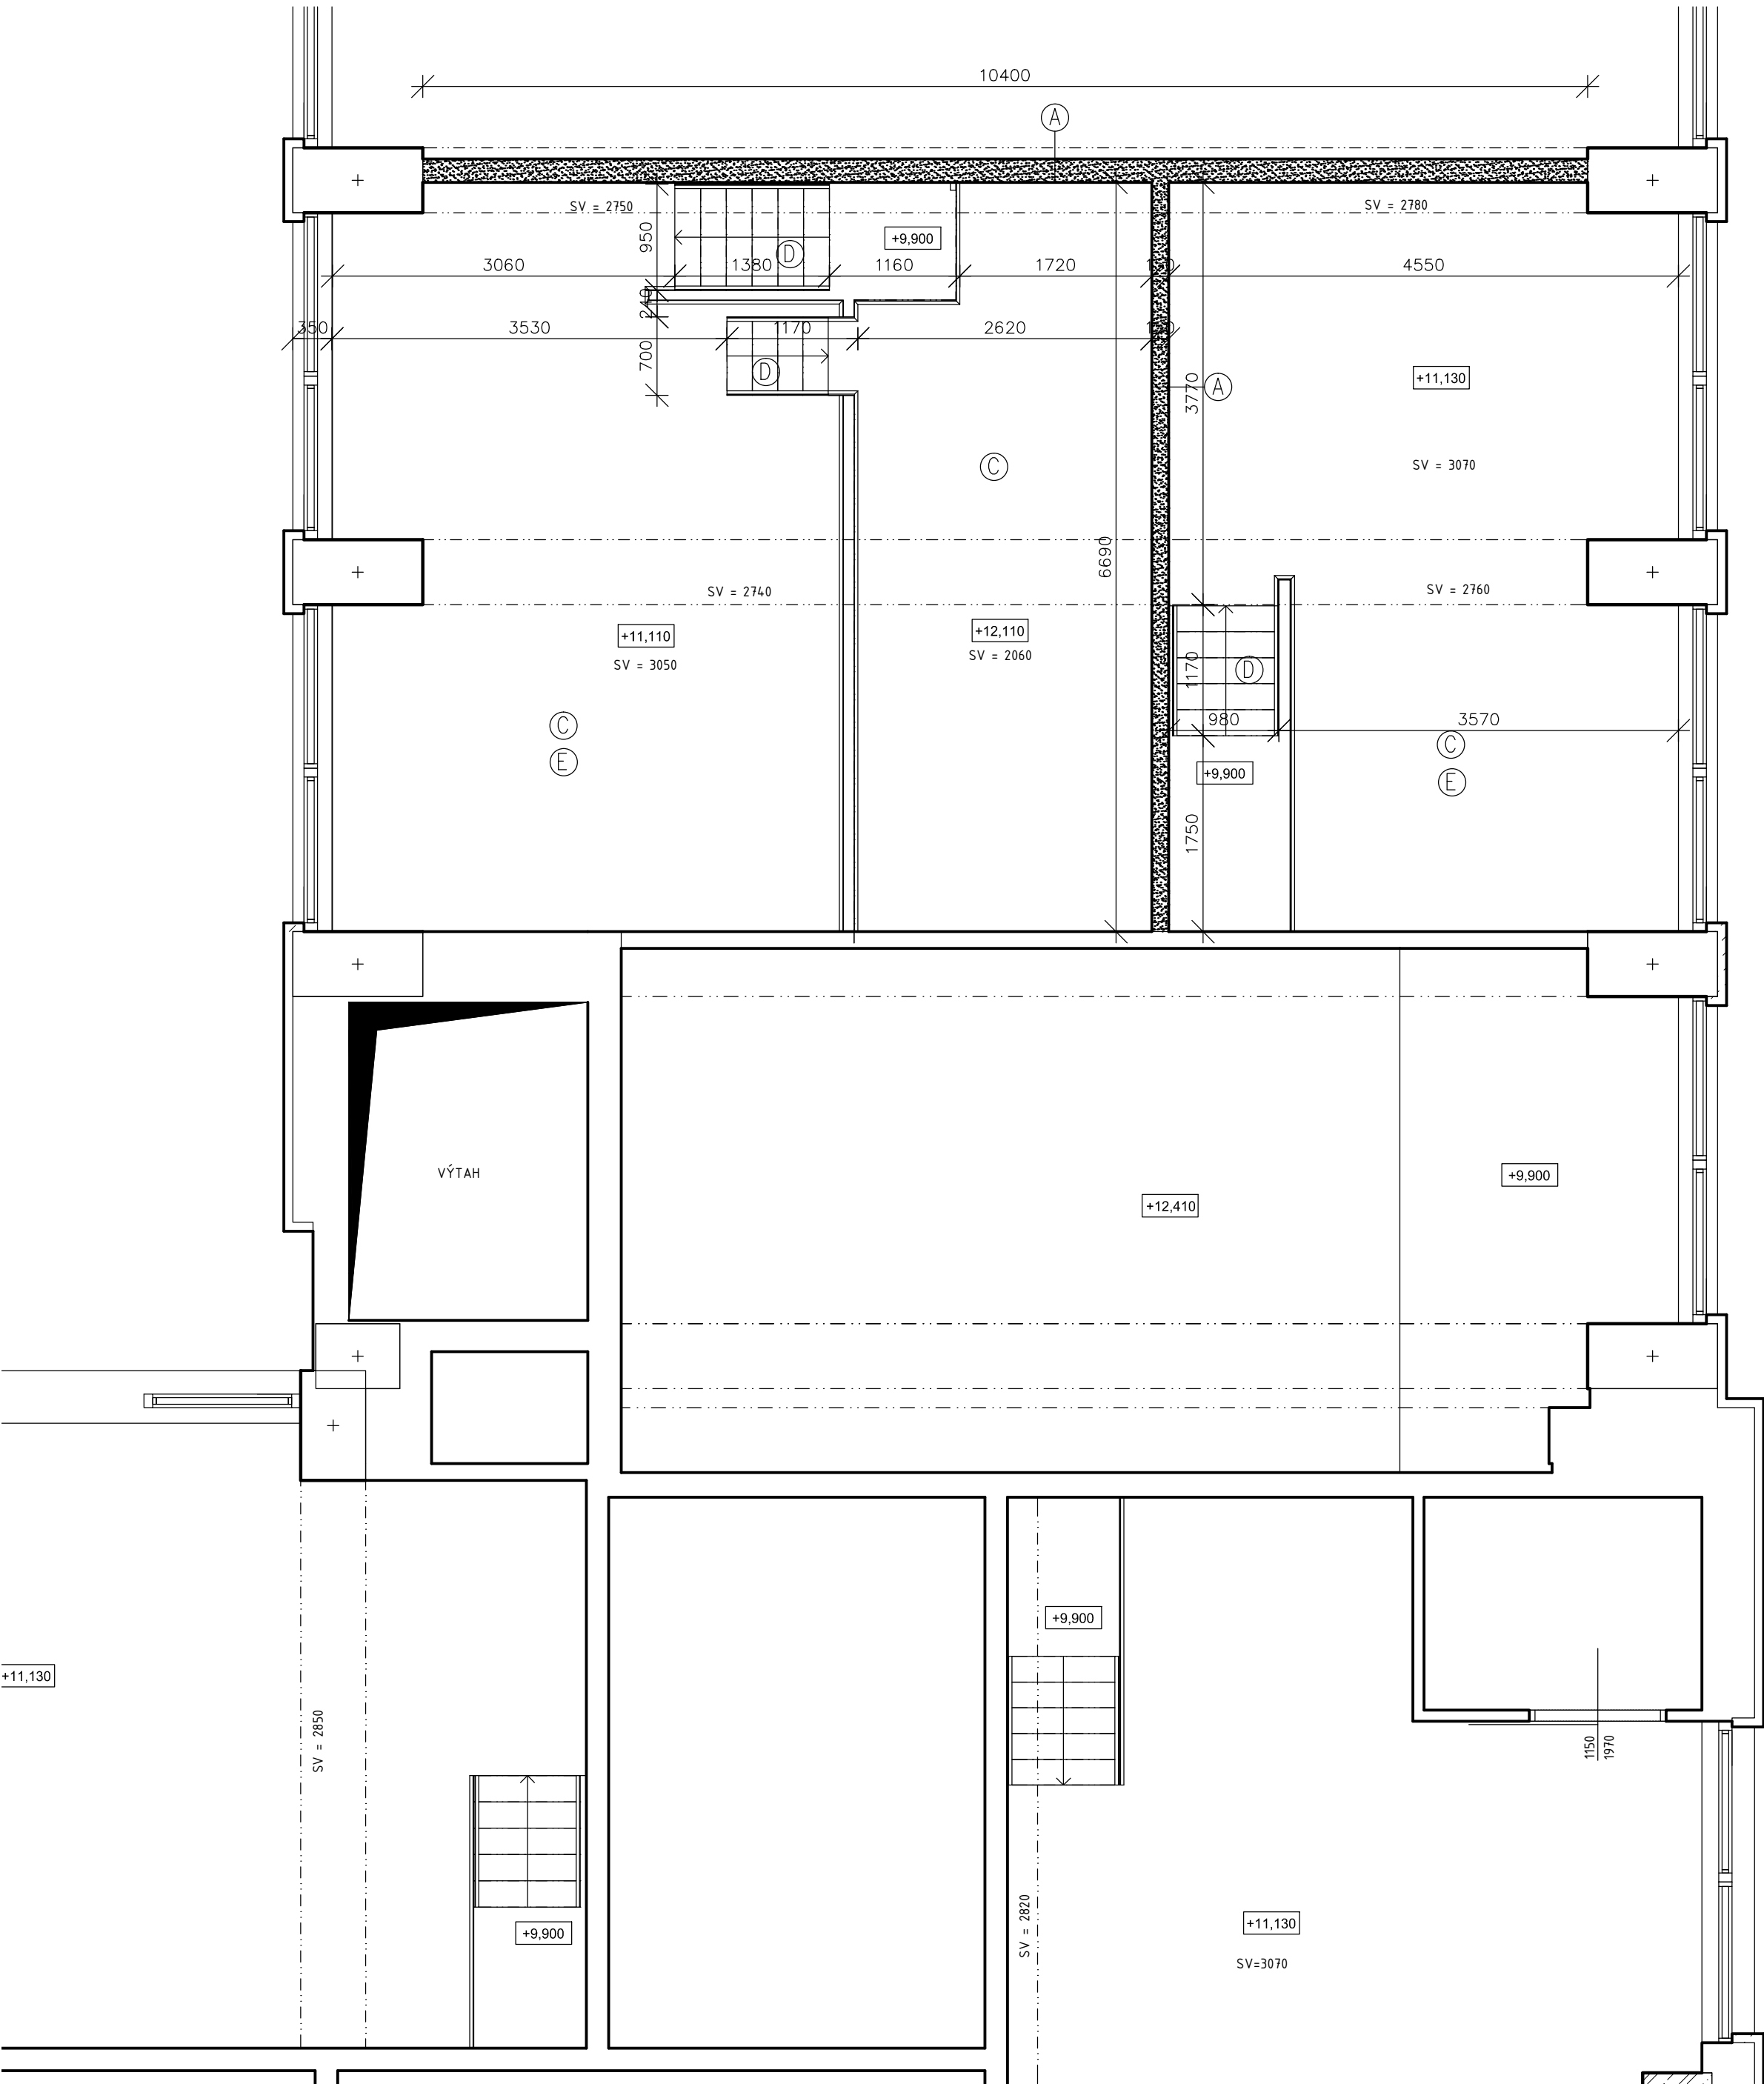 10400
A
SV = 2750
SV = 2780
950
+9,900
3060
1380
D
1160
1720
150
4550
240
350
3530
1170
2620
150
700
D
3770
A
+11,130
C
SV = 3070
6690
SV = 2740
SV = 2760
+11,110
+12,110
SV = 3050
SV = 2060
1170
D
980
3570
C
C
E
+9,900
E
1750
VÝTAH
+9,900
+12,410
+9,900
+11,130
SV = 2850
1150
1970
+9,900
SV = 2820
+11,130
SV=3070